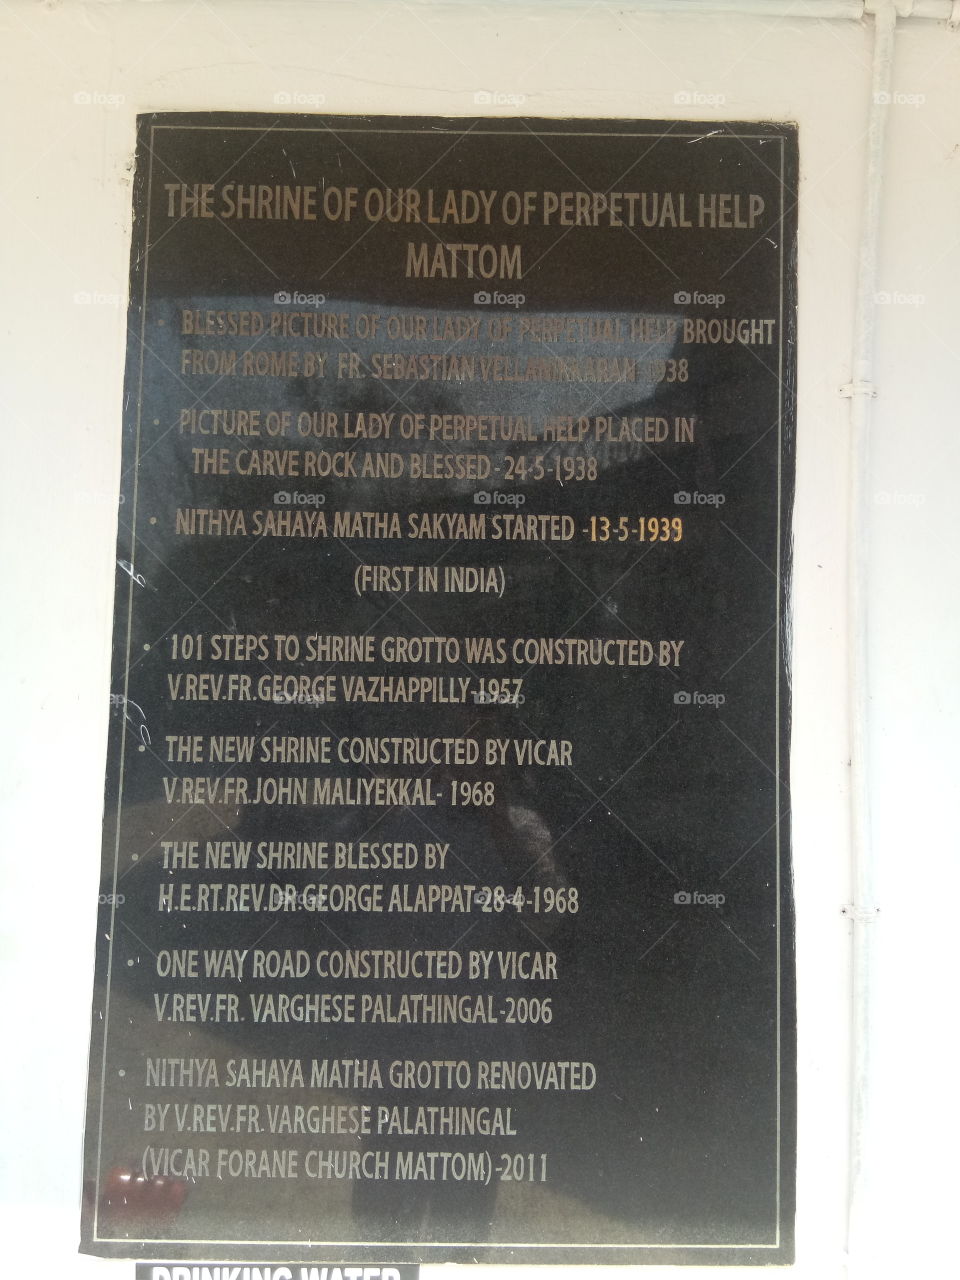 THE SHRINE OF OUR LADY OF PERPETUAL HELP
MATTOM
• BLESSED PICTURE OF OUR LADY OF PERPETUAL HELP BROUGHT
FROM ROME BY FR. SEBASTIAN VELLANIKKARAN 1938
• PICTURE OF OUR LADY OF PERPETUAL HELP PLACED IN
THE CARVE ROCK AND BLESSED-24-5-1938
• NITHYA SAHAYA MATHA SAKYAM STARTED -13-5-1939
(FIRST IN INDIA)
• 101 STEPS TO SHRINE GROTTO WAS CONSTRUCTED BY
V.REV.FR.GEORGE VAZHAPPILLY-1957
• THE NEW SHRINE CONSTRUCTED BY VICAR
V.REV.FR.JOHN MALIYEKKAL- 1968
• THE NEW SHRINE BLESSED BY
H.E.RT.REV.DR.GEORGE ALAPPAT-28-4-1968
• ONE WAY ROAD CONSTRUCTED BY VICAR
V.REV.FR. VARGHESE PALATHINGAL-2006
• NITHYA SAHAYA MATHA GROTTO RENOVATED
BY V.REV.FR.VARGHESE PALATHINGAL
(VICAR FORANE CHURCH MATTOM)-2011
DRINKING WATER
foap